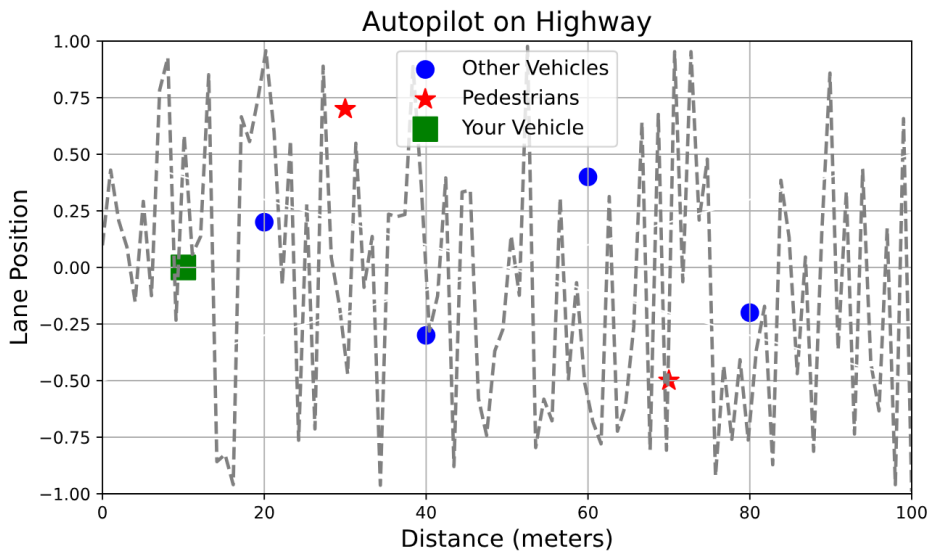 Autopilot on Highway
1.00
0.75
0.50
0.25
0.00
−0.25
−0.50
−0.75
−1.00
Lane Position
Other Vehicles
Pedestrians
Your Vehicle
0 20 40 60 80 100
Distance (meters)